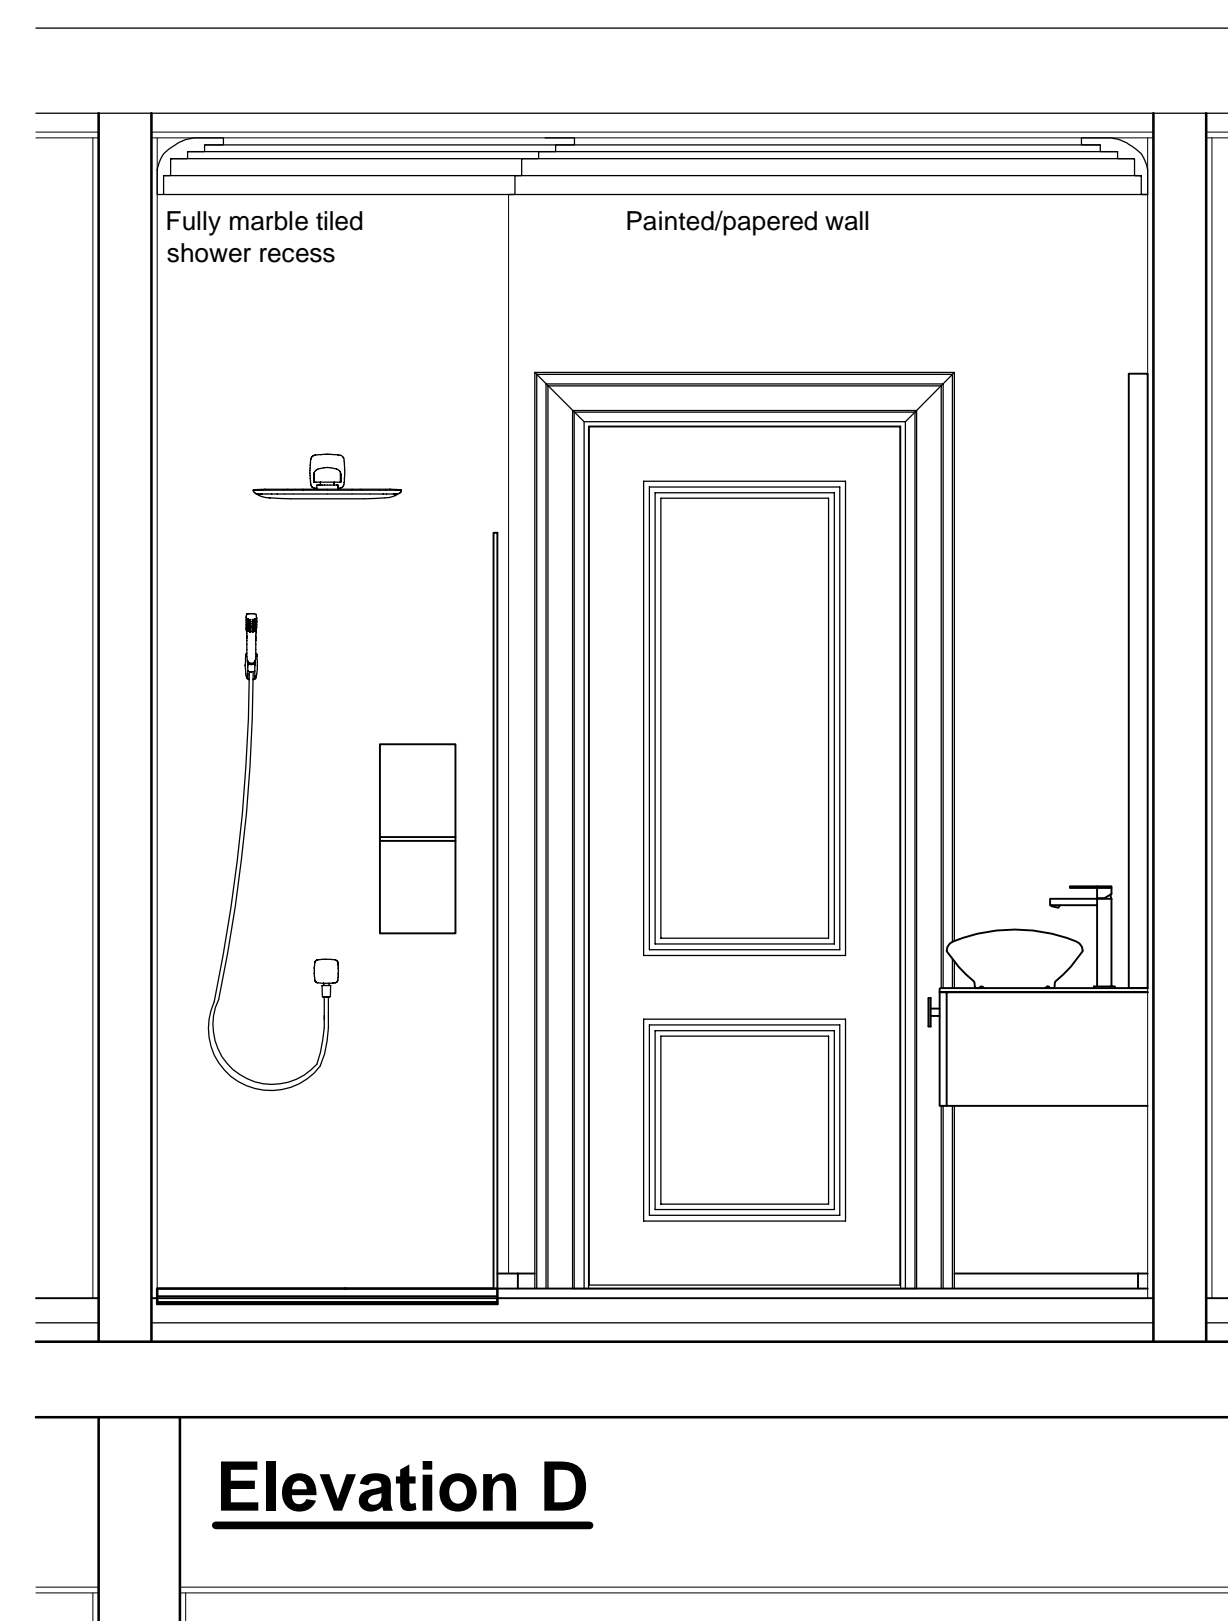 Fully marble tiled
shower recess
Painted/papered wall
Elevation D